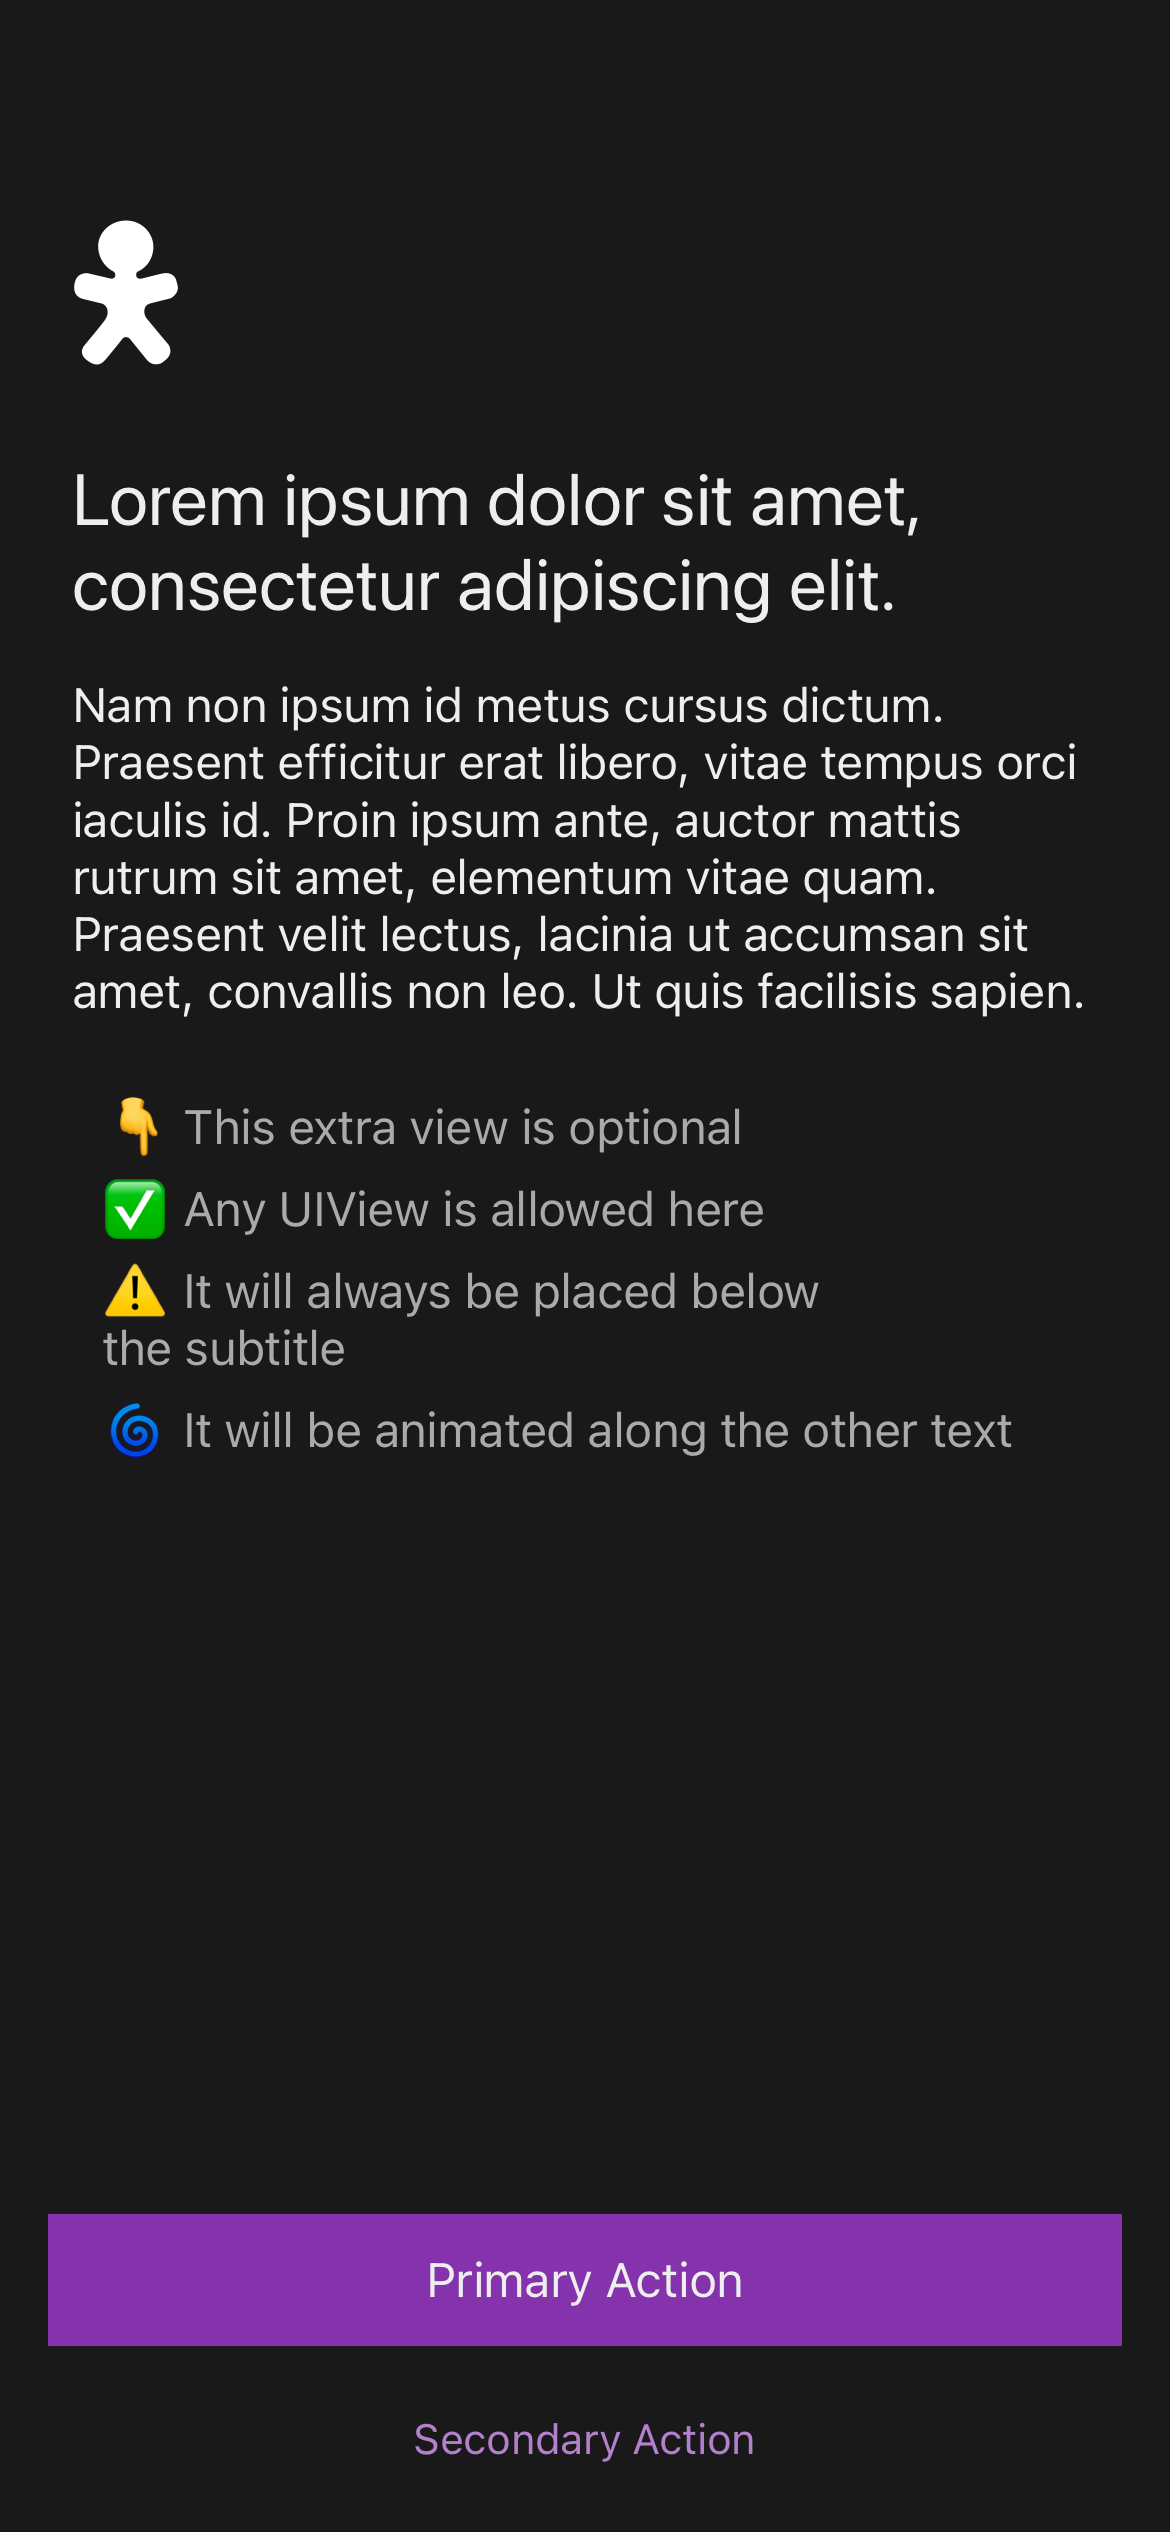 Lorem ipsum dolor sit amet,
consectetur adipiscing elit.
Nam non ipsum id metus cursus dictum.
Praesent efficitur erat libero, vitae tempus orci
iaculis id. Proin ipsum ante, auctor mattis
rutrum sit amet, elementum vitae quam.
Praesent velit lectus, lacinia ut accumsan sit
amet, convallis non leo. Ut quis facilisis sapien.
👇 This extra view is optional
✅ Any UIView is allowed here
⚠️ It will always be placed below
the subtitle
🌀 It will be animated along the other text
Primary Action
Secondary Action